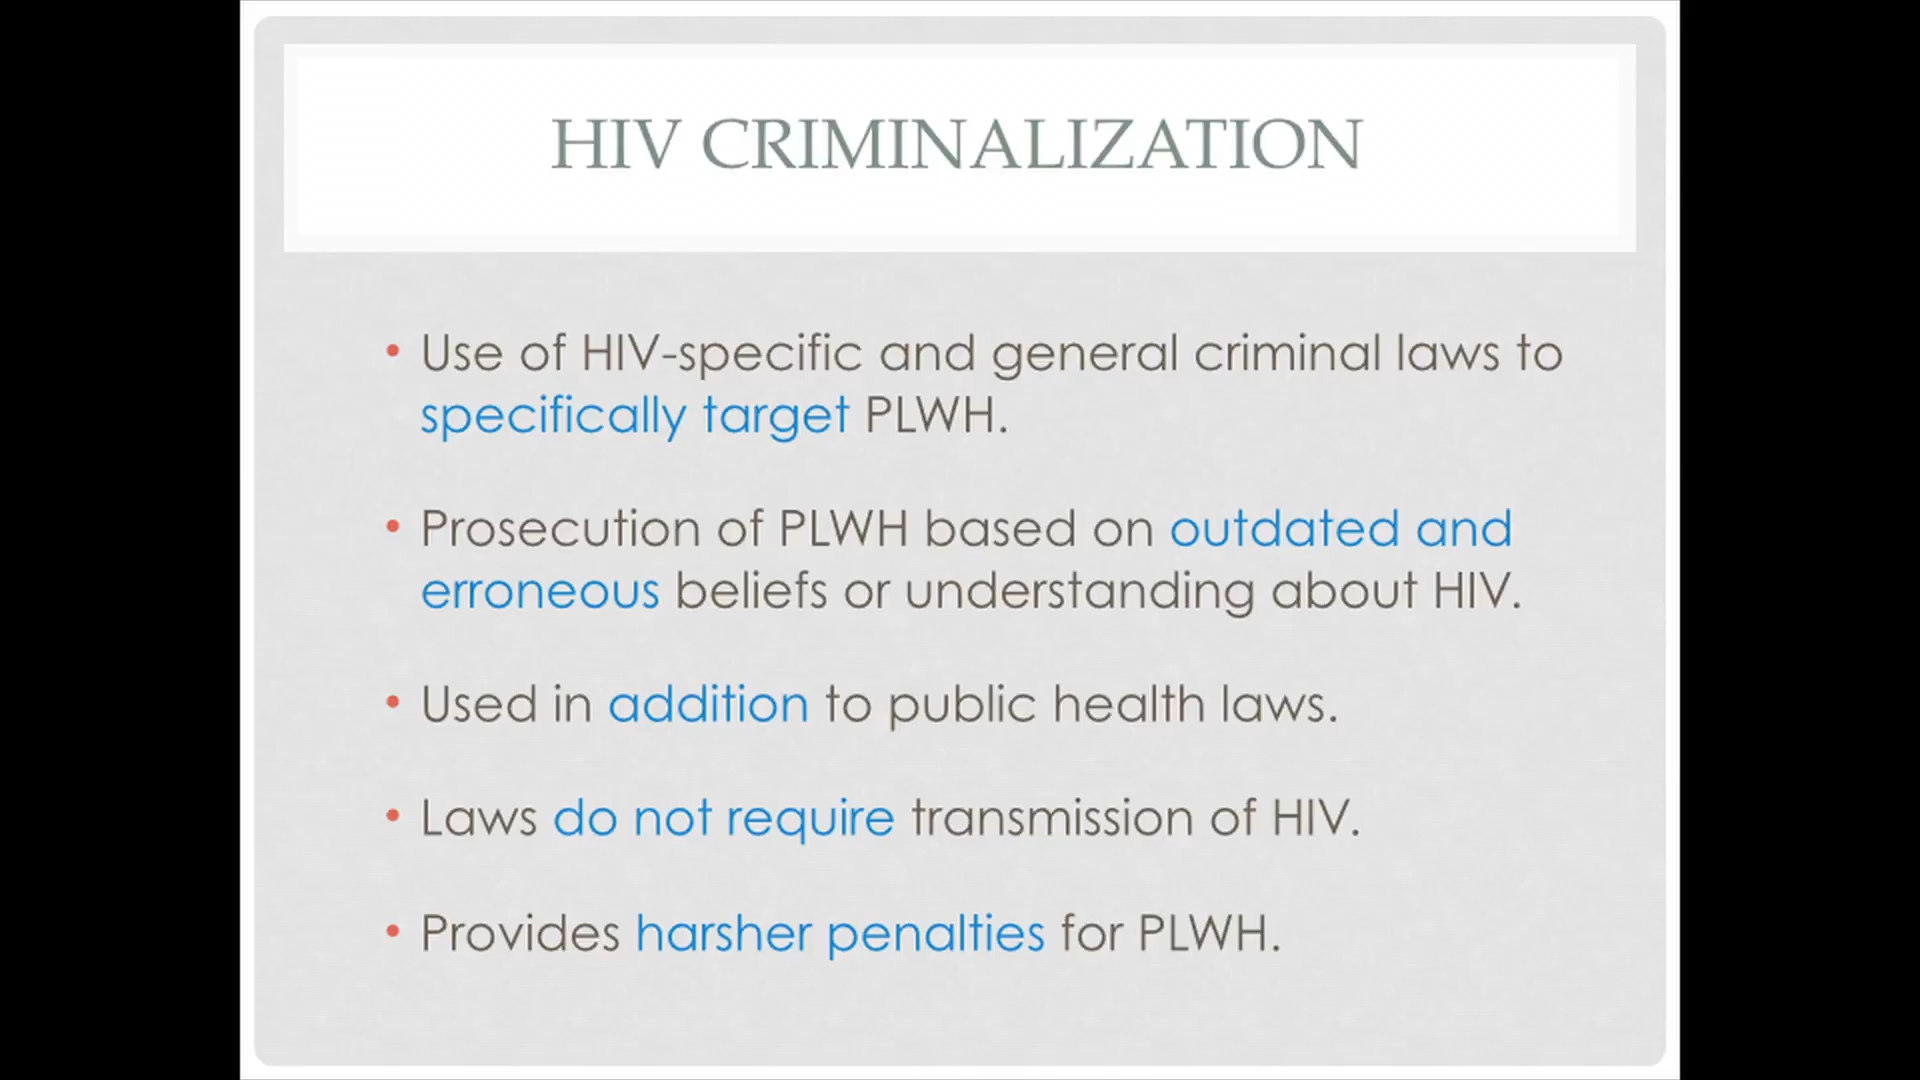 HIV CRIMINALIZATION
• Use of HIV-specific and general criminal laws to
specifically target PLWH.
• Prosecution of PLWH based on outdated and
erroneous beliefs or understanding about HIV.
• Used in addition to public health laws.
• Laws do not require transmission of HIV.
• Provides harsher penalties for PLWH.